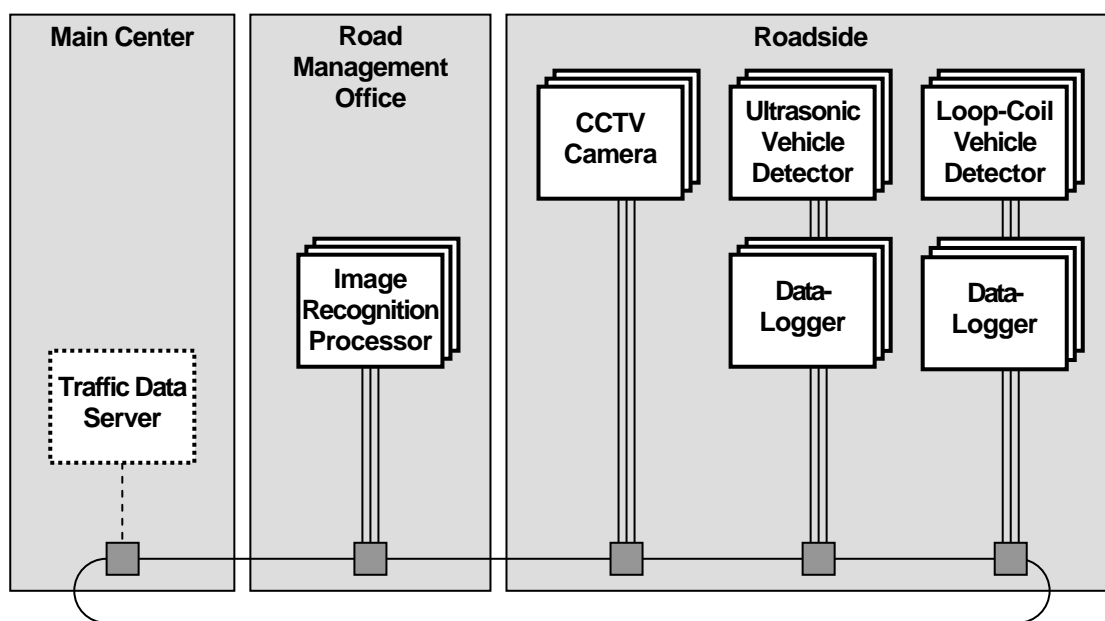 Main Center
Road
Management
Office
Roadside
CCTV
Camera
Ultrasonic
Vehicle
Detector
Loop-Coil
Vehicle
Detector
Image
Recognition
Processor
Data-
Logger
Data-
Logger
Traffic Data
Server